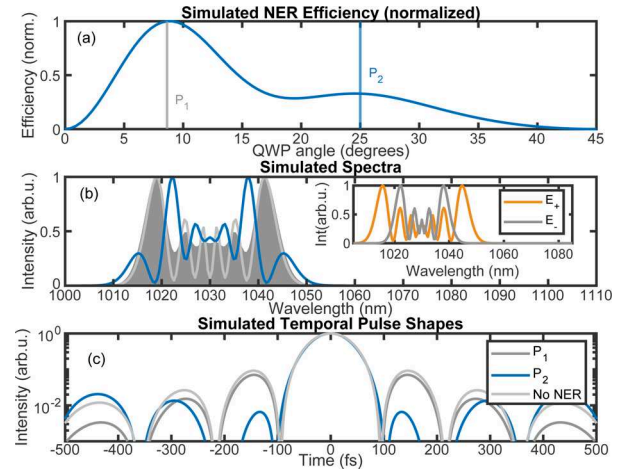 Simulated NER Efficiency (normalized)
(a)
Efficiency (norm.)
1
0.5
0
P1
P2
0 5 10 15 20 25 30 35 40 45
QWP angle (degrees)
Simulated Spectra
(b)
Intensity (arb.u.)
1
0.5
0
1000 1010 1020 1030 1040 1050 1060 1070 1080 1090 1100 1110
Wavelength (nm)
Int(arb.u.)
1
0.5
0
E+
E-
1020 1040 1060 1080
Wavelength (nm)
Simulated Temporal Pulse Shapes
(c)
Intensity (arb.u.)
10^0
10^-2
P1
P2
No NER
-500 -400 -300 -200 -100 0 100 200 300 400 500
Time (fs)